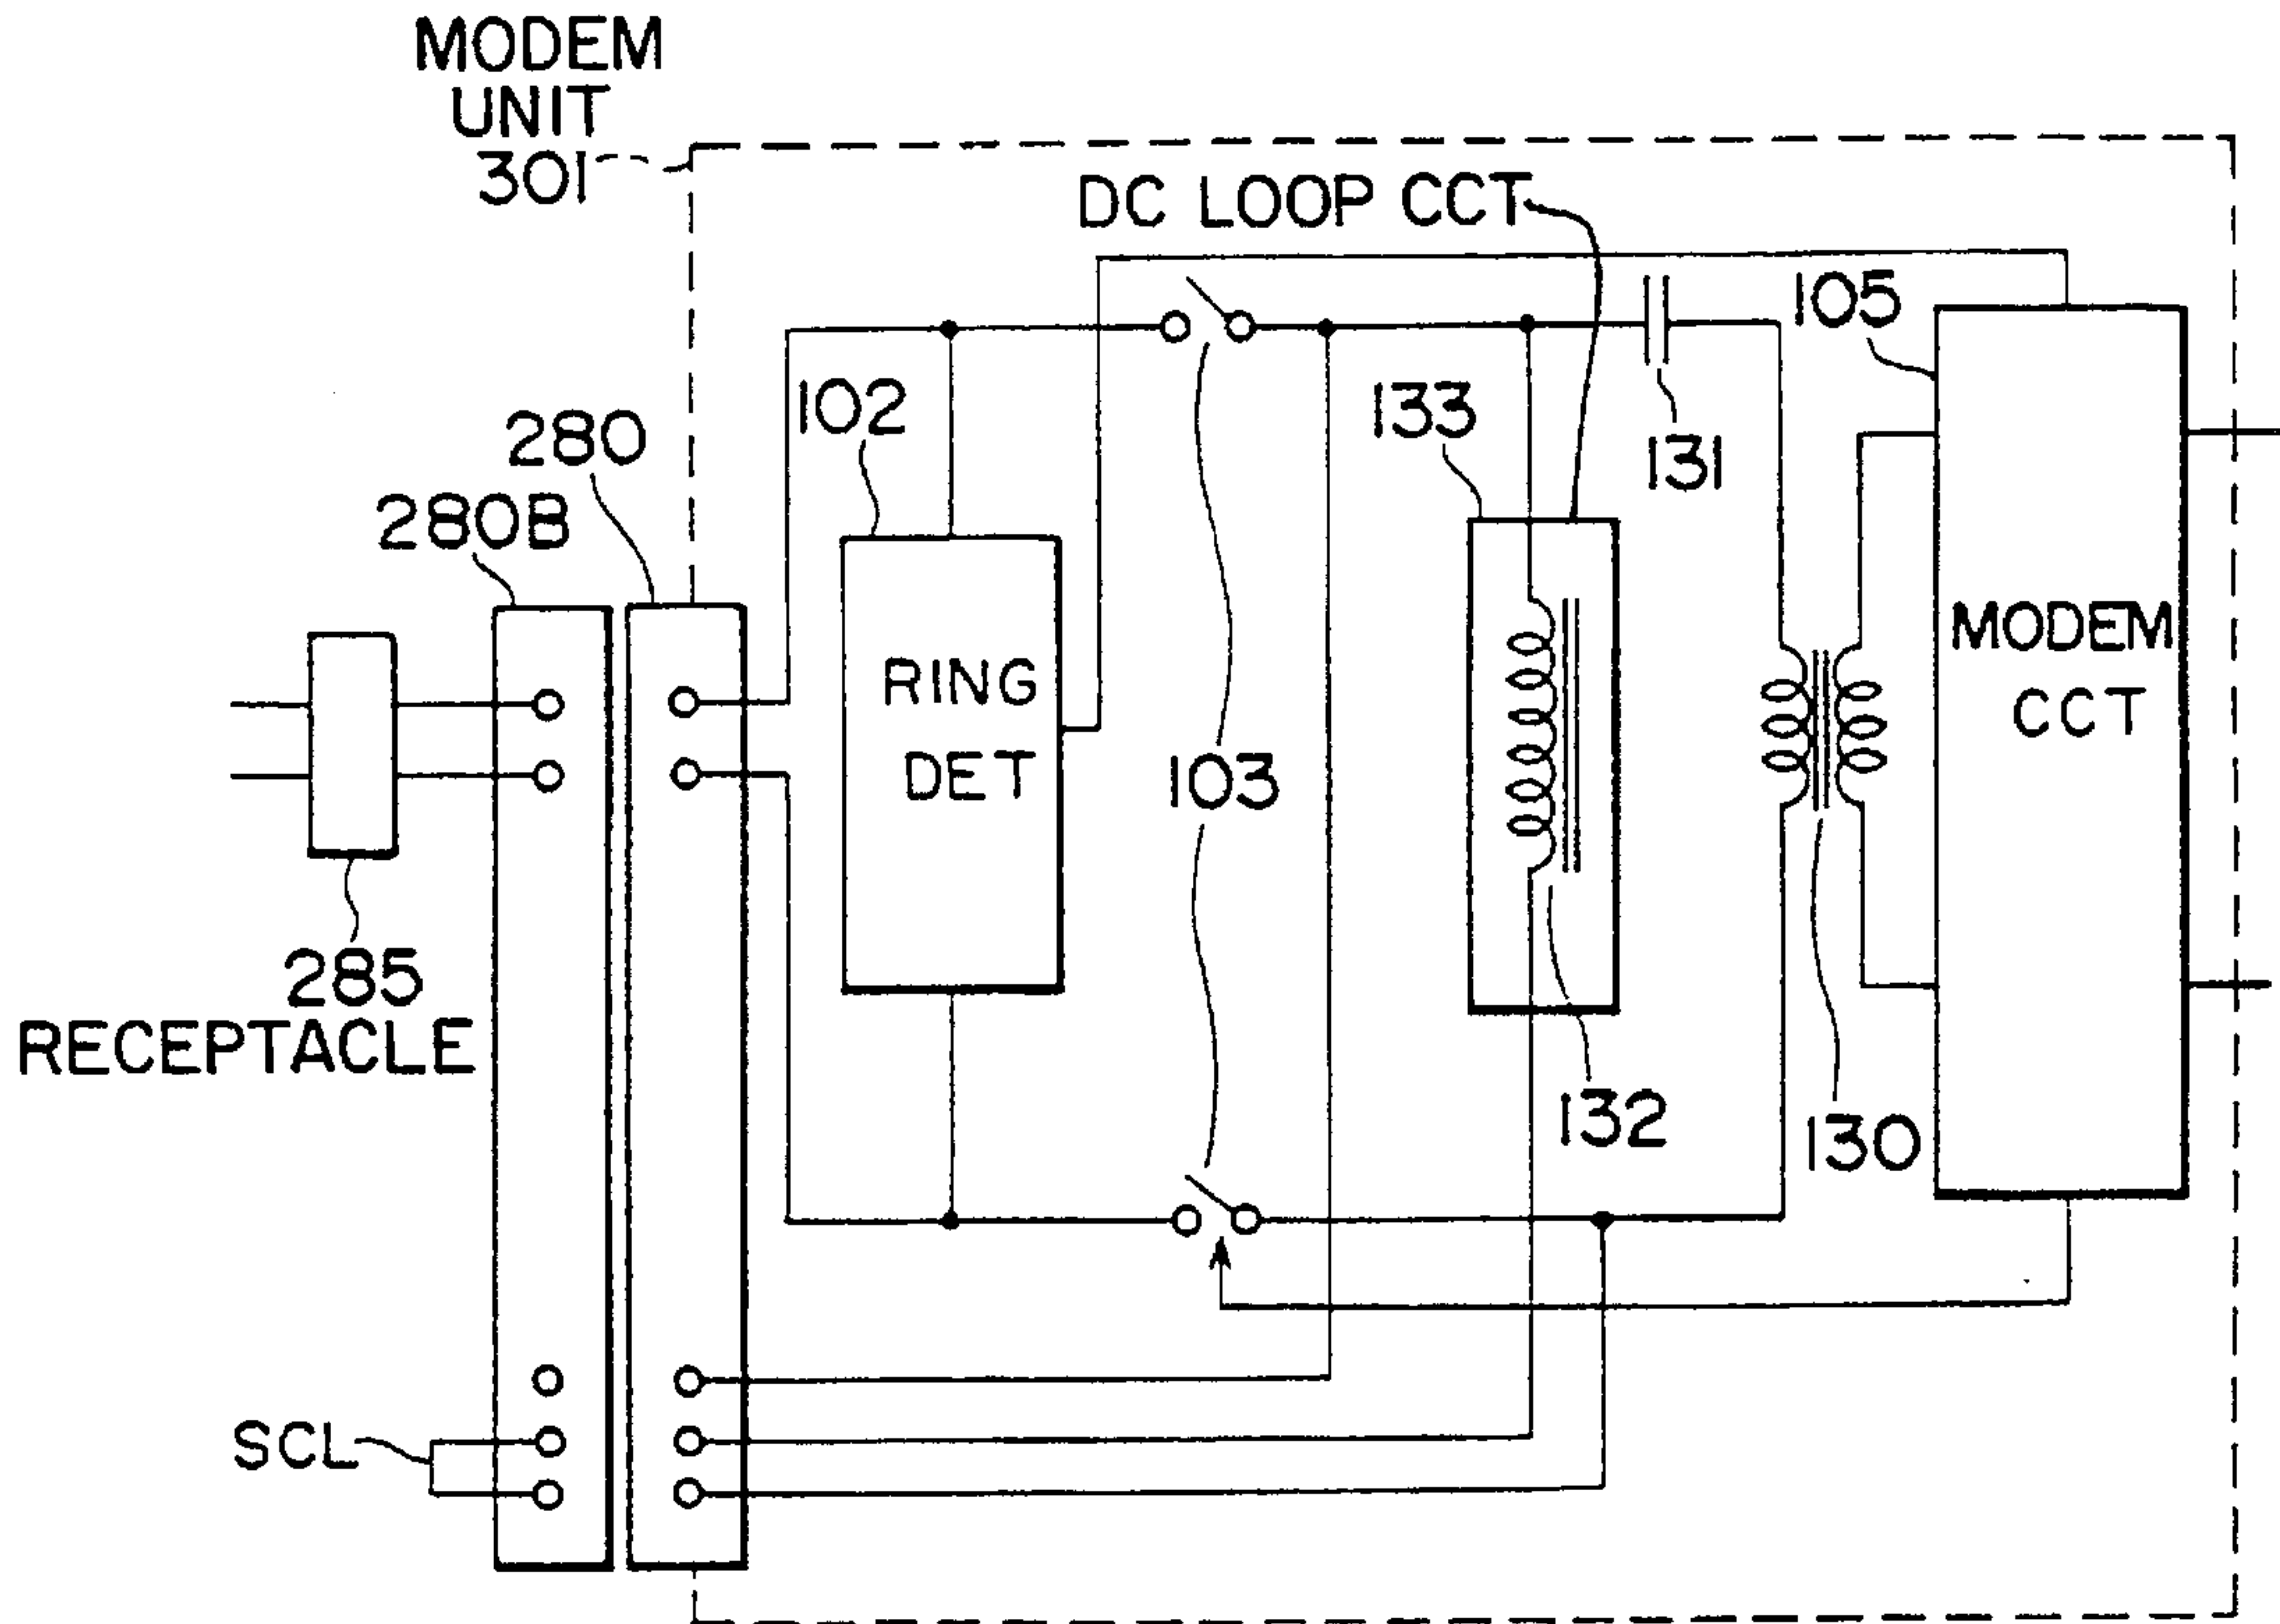 MODEM
UNIT
301
DC LOOP CCT
105
102
133
131
280
280B
RING
DET
MODEM
CCT
103
285
RECEPTACLE
132
130
SCL